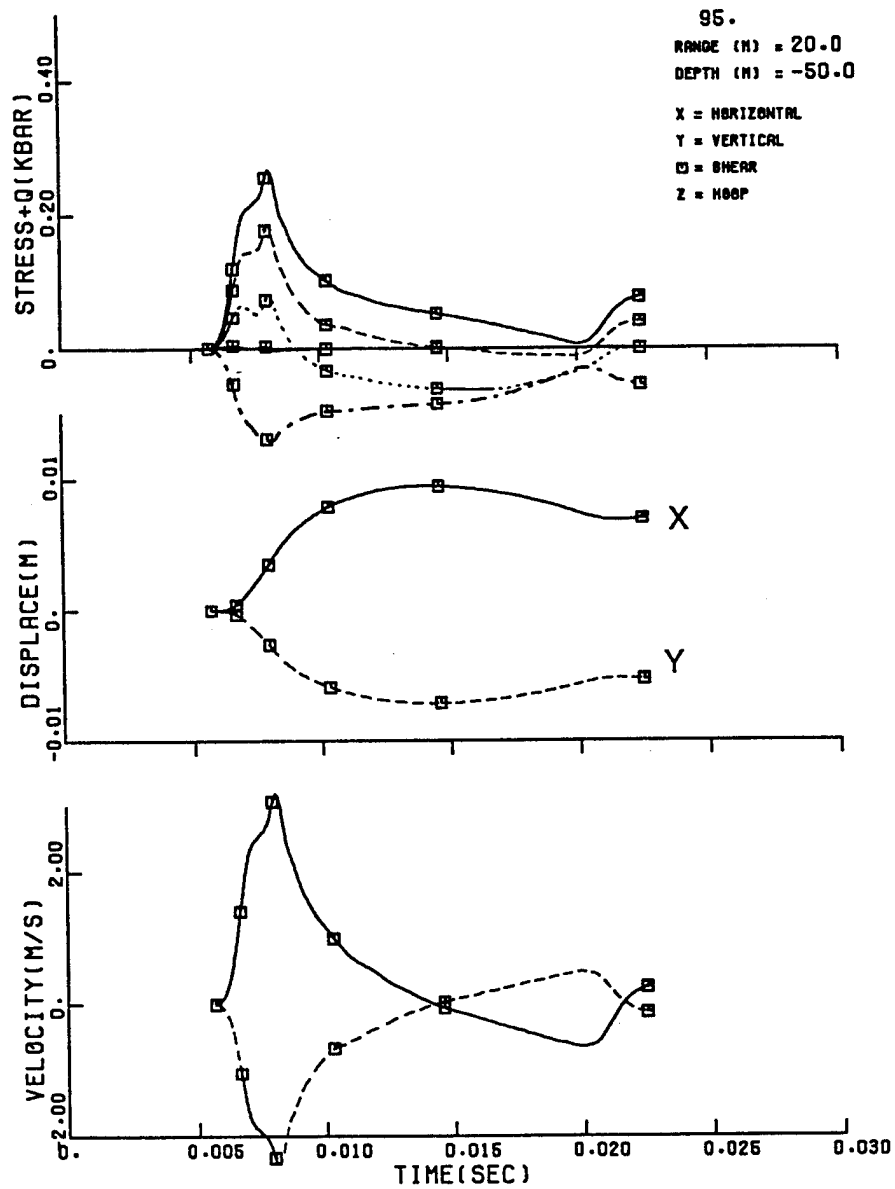 95.
RANGE (M) = 20.0
DEPTH (M) = -50.0
X = HORIZONTAL
Y = VERTICAL
= SHEAR
Z = HOOP
STRESS+Q(KBAR)
0.40
0.20
0.
DISPLACE(M)
0.01
0.
-0.01
X
Y
VELOCITY(M/S)
2.00
0.
2.00
0.
0.005
0.010
0.015
0.020
0.025
0.030
TIME(SEC)